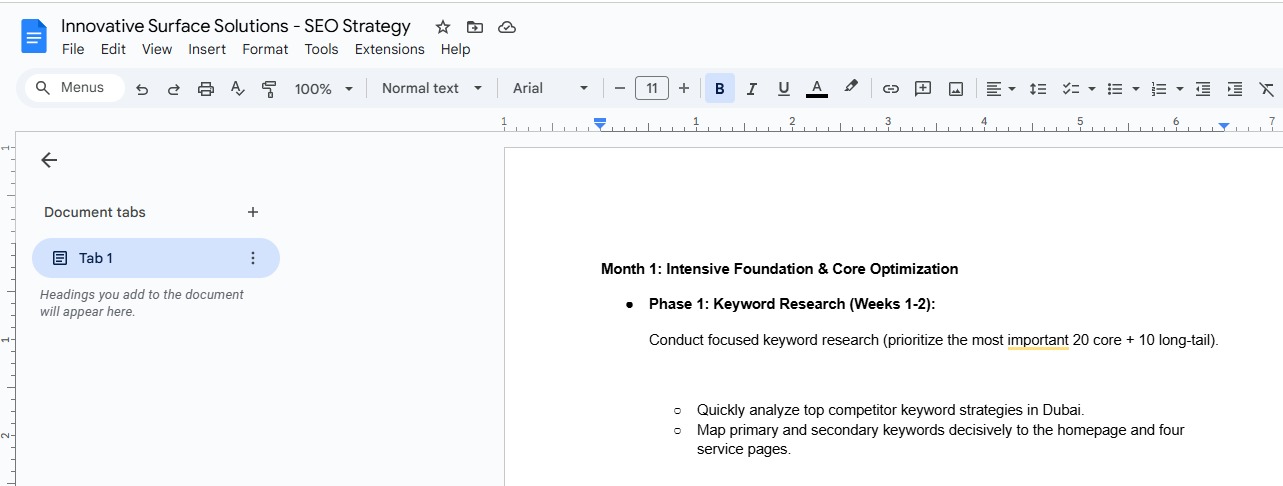 Innovative Surface Solutions - SEO Strategy
File Edit View Insert Format Tools Extensions Help
Menus 100% Normal text Arial 11 B I U A
1 1 2 3 4 5 6 7
1
Document tabs
Tab 1
Headings you add to the document
will appear here.
Month 1: Intensive Foundation & Core Optimization
● Phase 1: Keyword Research (Weeks 1-2):
1
Conduct focused keyword research (prioritize the most important 20 core + 10 long-tail).
○ Quickly analyze top competitor keyword strategies in Dubai.
2
○ Map primary and secondary keywords decisively to the homepage and four
service pages.